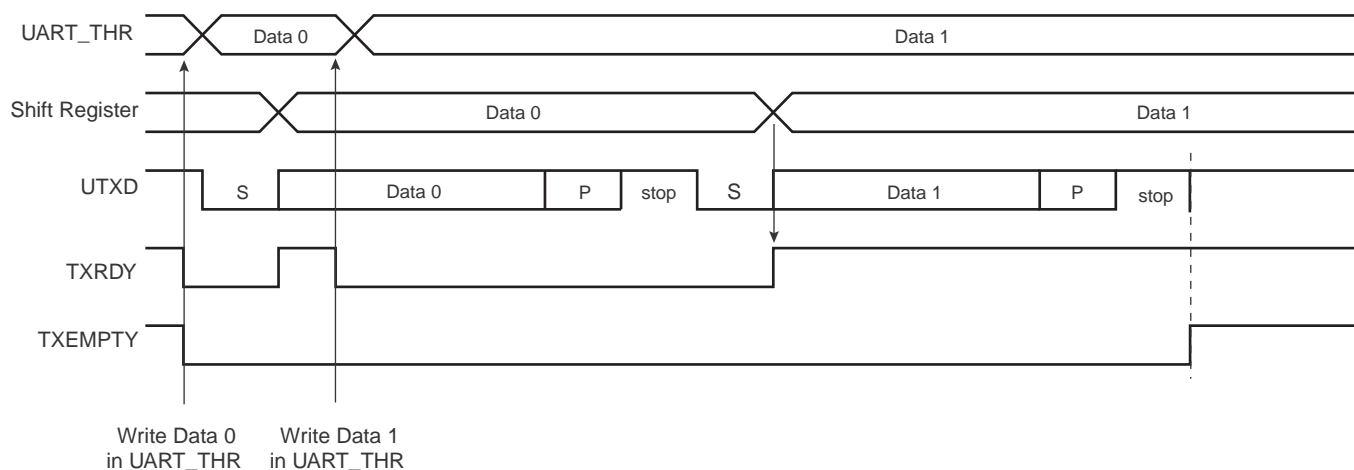 UART_THR
Data 0
Data 1
Shift Register
Data 0
Data 1
UTXD
S
Data 0
P
stop
S
Data 1
P
stop
TXRDY
TXEMPTY
Write Data 0
in UART_THR
Write Data 1
in UART_THR